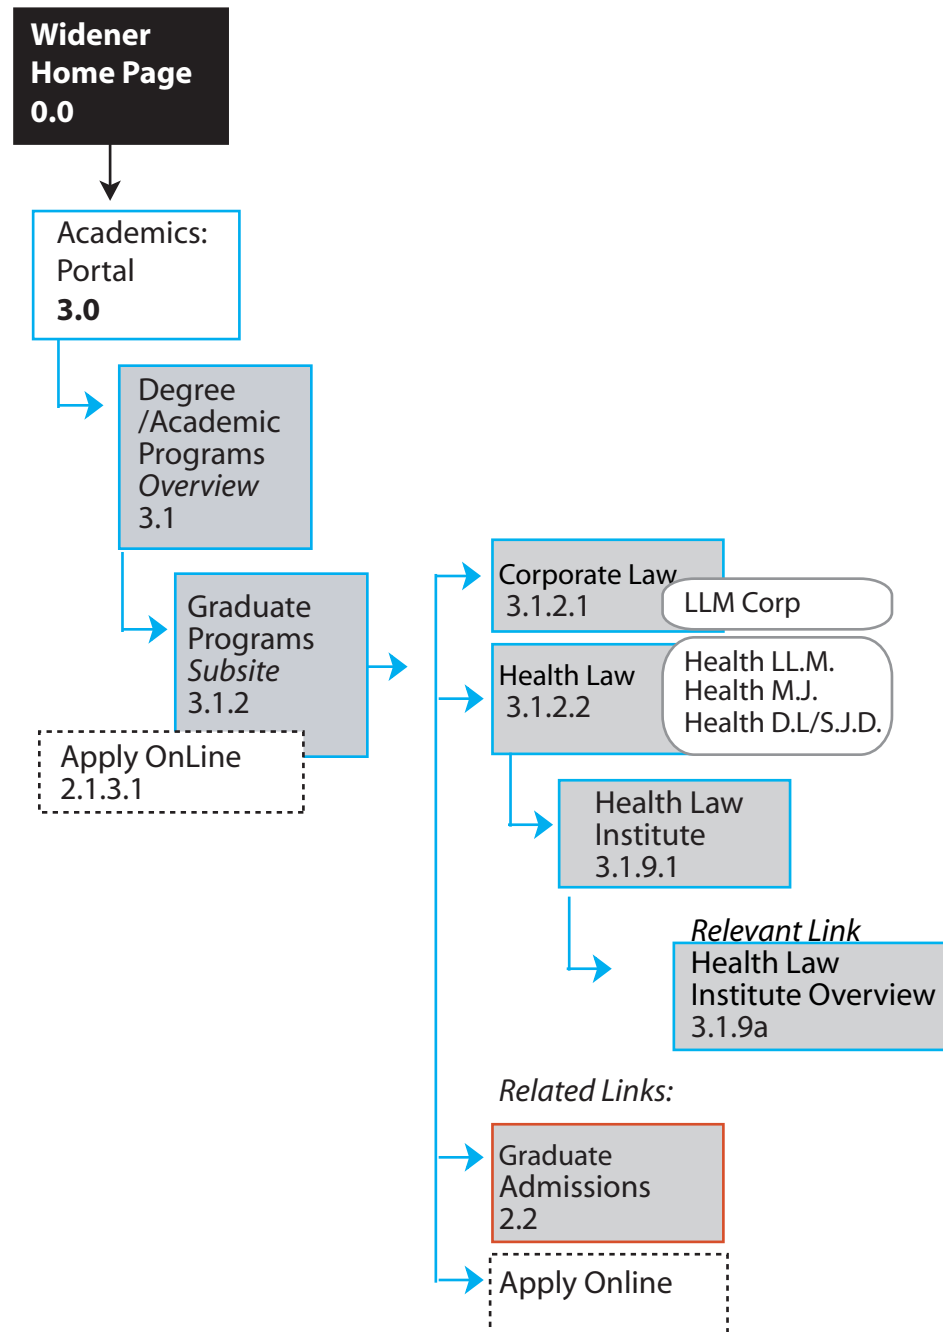 Widener
Home Page
0.0
Academics:
Portal
3.0
Degree
/Academic
Programs
Overview
3.1
Graduate
Programs
Subsite
3.1.2
Apply OnLine
2.1.3.1
Corporate Law
3.1.2.1
LLM Corp
Health Law
3.1.2.2
Health LL.M.
Health M.J.
Health D.L/S.J.D.
Health Law
Institute
3.1.9.1
Relevant Link
Health Law
Institute Overview
3.1.9a
Related Links:
Graduate
Admissions
2.2
Apply Online